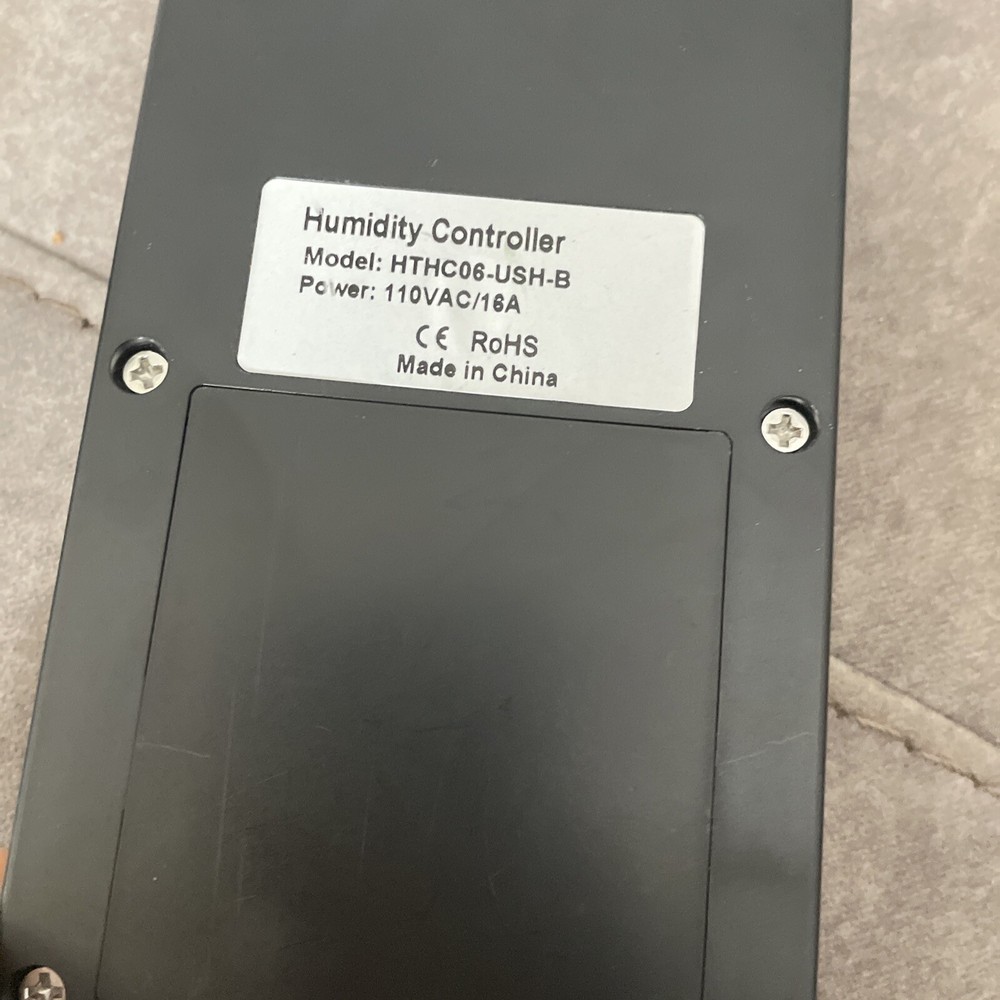 Humidity Controller
Model: HTHC06-USH-B
Power: 110VAC/16A
CE RoHS
Made in China